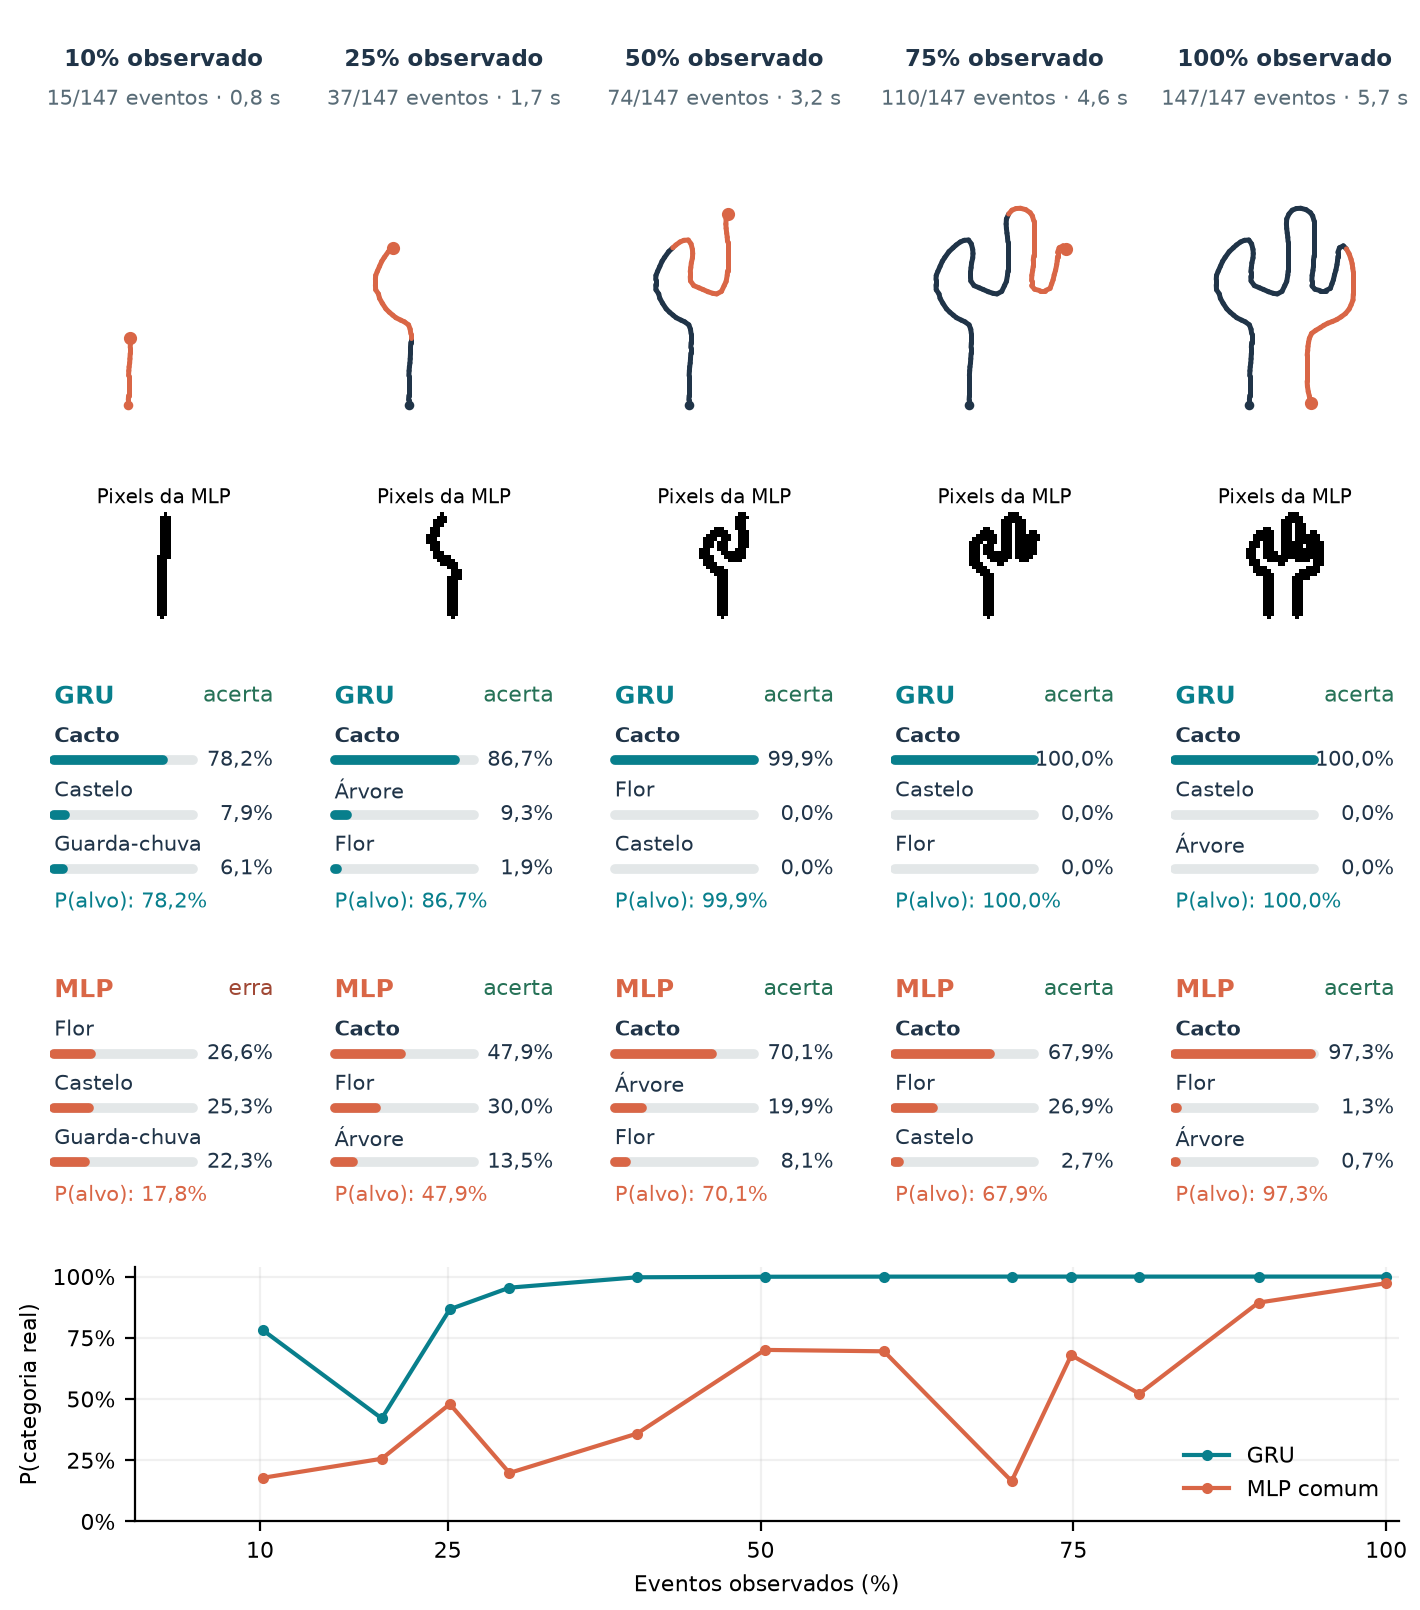 10% observado
15/147 eventos · 0,8 s
25% observado
37/147 eventos · 1,7 s
50% observado
74/147 eventos · 3,2 s
75% observado
110/147 eventos · 4,6 s
100% observado
147/147 eventos · 5,7 s
Pixels da MLP
Pixels da MLP
Pixels da MLP
Pixels da MLP
Pixels da MLP
GRU acerta
Cacto
78,2%
Castelo
7,9%
Guarda-chuva
6,1%
P(alvo): 78,2%
GRU acerta
Cacto
86,7%
Árvore
9,3%
Flor
1,9%
P(alvo): 86,7%
GRU acerta
Cacto
99,9%
Flor
0,0%
Castelo
0,0%
P(alvo): 99,9%
GRU acerta
Cacto
100,0%
Castelo
0,0%
Flor
0,0%
P(alvo): 100,0%
GRU acerta
Cacto
100,0%
Castelo
0,0%
Árvore
0,0%
P(alvo): 100,0%
MLP erra
Flor
26,6%
Castelo
25,3%
Guarda-chuva
22,3%
P(alvo): 17,8%
MLP acerta
Cacto
47,9%
Flor
30,0%
Árvore
13,5%
P(alvo): 47,9%
MLP acerta
Cacto
70,1%
Árvore
19,9%
Flor
8,1%
P(alvo): 70,1%
MLP acerta
Cacto
67,9%
Flor
26,9%
Castelo
2,7%
P(alvo): 67,9%
MLP acerta
Cacto
97,3%
Flor
1,3%
Árvore
0,7%
P(alvo): 97,3%
P(categoria real)
100%
75%
50%
25%
0%
GRU
MLP comum
10 25 50 75 100
Eventos observados (%)